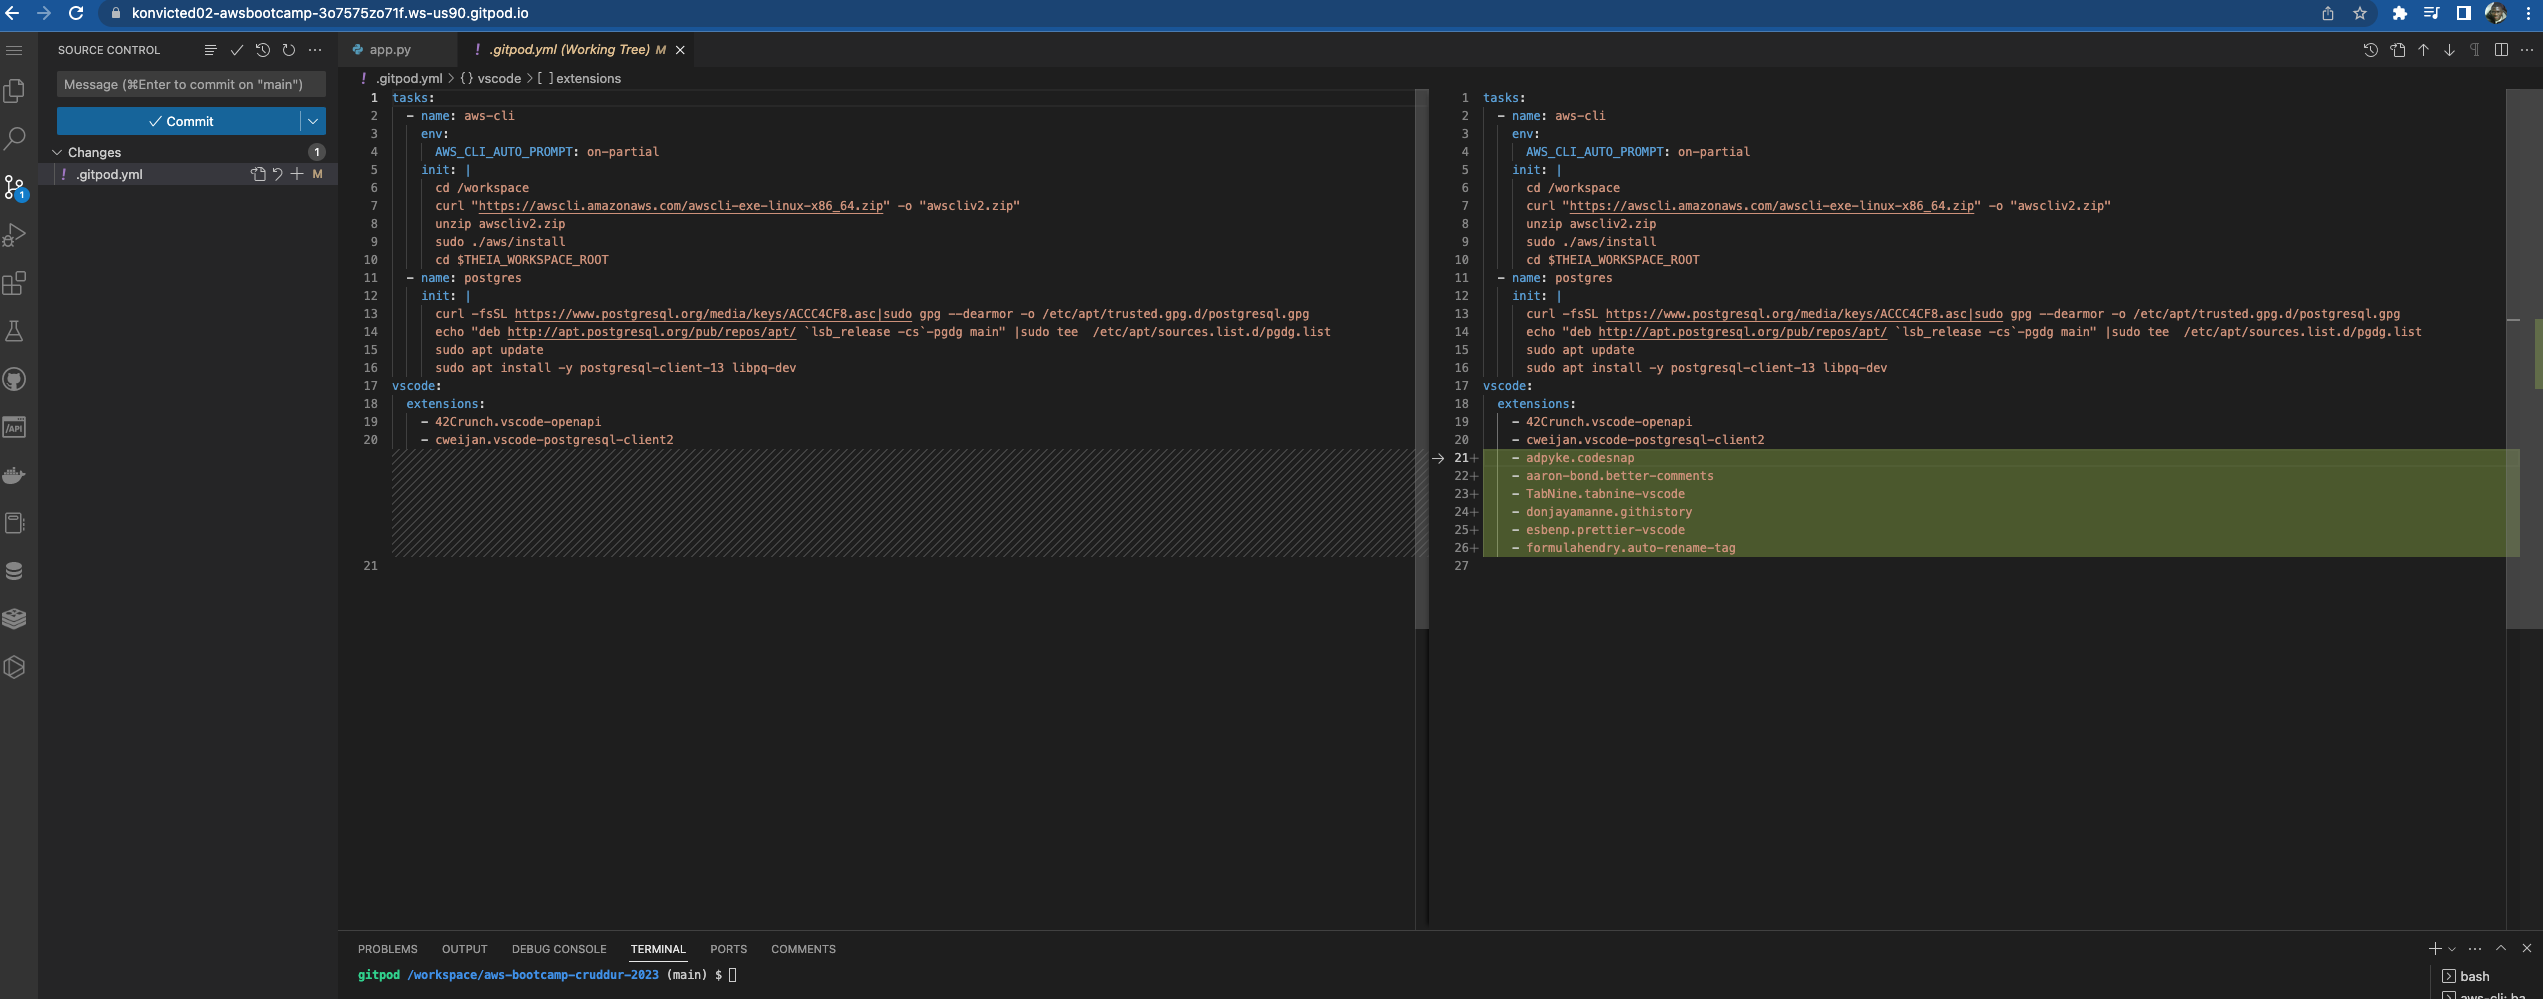 konvicted02-awsbootcamp-3o7575zo71f.ws-us90.gitpod.io
SOURCE CONTROL
Message (⌘Enter to commit on "main")
Commit
Changes 1
! .gitpod.yml M
1
/API
app.py
! .gitpod.yml (Working Tree) M
! .gitpod.yml > {} vscode > [ ] extensions
1 tasks:
2 - name: aws-cli
3 env:
4 AWS_CLI_AUTO_PROMPT: on-partial
5 init: |
6 cd /workspace
7 curl "https://awscli.amazonaws.com/awscli-exe-linux-x86_64.zip" -o "awscliv2.zip"
8 unzip awscliv2.zip
9 sudo ./aws/install
10 cd $THEIA_WORKSPACE_ROOT
11 - name: postgres
12 init: |
13 curl -fsSL https://www.postgresql.org/media/keys/ACCC4CF8.asc|sudo gpg --dearmor -o /etc/apt/trusted.gpg.d/postgresql.gpg
14 echo "deb http://apt.postgresql.org/pub/repos/apt/ `lsb_release -cs`-pgdg main" |sudo tee  /etc/apt/sources.list.d/pgdg.list
15 sudo apt update
16 sudo apt install -y postgresql-client-13 libpq-dev
17 vscode:
18 extensions:
19 - 42Crunch.vscode-openapi
20 - cweijan.vscode-postgresql-client2
21
1 tasks:
2 - name: aws-cli
3 env:
4 AWS_CLI_AUTO_PROMPT: on-partial
5 init: |
6 cd /workspace
7 curl "https://awscli.amazonaws.com/awscli-exe-linux-x86_64.zip" -o "awscliv2.zip"
8 unzip awscliv2.zip
9 sudo ./aws/install
10 cd $THEIA_WORKSPACE_ROOT
11 - name: postgres
12 init: |
13 curl -fsSL https://www.postgresql.org/media/keys/ACCC4CF8.asc|sudo gpg --dearmor -o /etc/apt/trusted.gpg.d/postgresql.gpg
14 echo "deb http://apt.postgresql.org/pub/repos/apt/ `lsb_release -cs`-pgdg main" |sudo tee  /etc/apt/sources.list.d/pgdg.list
15 sudo apt update
16 sudo apt install -y postgresql-client-13 libpq-dev
17 vscode:
18 extensions:
19 - 42Crunch.vscode-openapi
20 - cweijan.vscode-postgresql-client2
21+ - adpyke.codesnap
22+ - aaron-bond.better-comments
23+ - TabNine.tabnine-vscode
24+ - donjayamanne.githistory
25+ - esbenp.prettier-vscode
26+ - formulahendry.auto-rename-tag
27
PROBLEMS OUTPUT DEBUG CONSOLE TERMINAL PORTS COMMENTS
gitpod /workspace/aws-bootcamp-cruddur-2023 (main) $
bash
aws-cli: ba